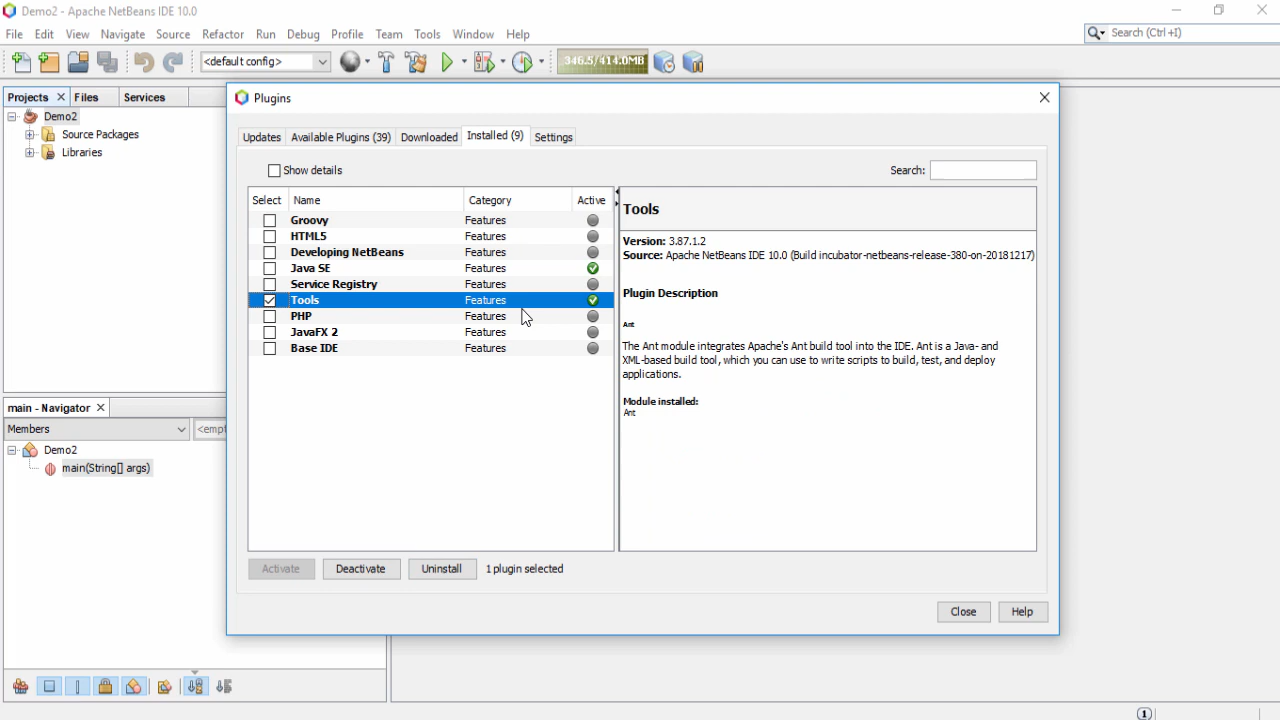 Demo2 - Apache NetBeans IDE 10.0
File Edit View Navigate Source Refactor Run Debug Profile Team Tools Window Help
Search (Ctrl +I)
<default config>
346.5/414.0MB
Projects
Files
Services
Demo2
Source Packages
Libraries
main - Navigator
Members
<empt
Demo2
main(String[] args)
Plugins
Updates
Available Plugins (39)
Downloaded
Installed (9)
Settings
Show details
Search:
Select Name Category Active
Groovy Features
HTML5 Features
Developing NetBeans Features
Java SE Features
Service Registry Features
Tools Features
PHP Features
JavaFX 2 Features
Base IDE Features
Tools
Version: 3.87.1.2
Source: Apache NetBeans IDE 10.0 (Build incubator-netbeans-release-380-on-20181217)
Plugin Description
Ant
The Ant module integrates Apache's Ant build tool into the IDE. Ant is a Java- and
XML-based build tool, which you can use to write scripts to build, test, and deploy
applications.
Module installed:
Ant
Activate
Deactivate
Uninstall
1 plugin selected
Close
Help
1